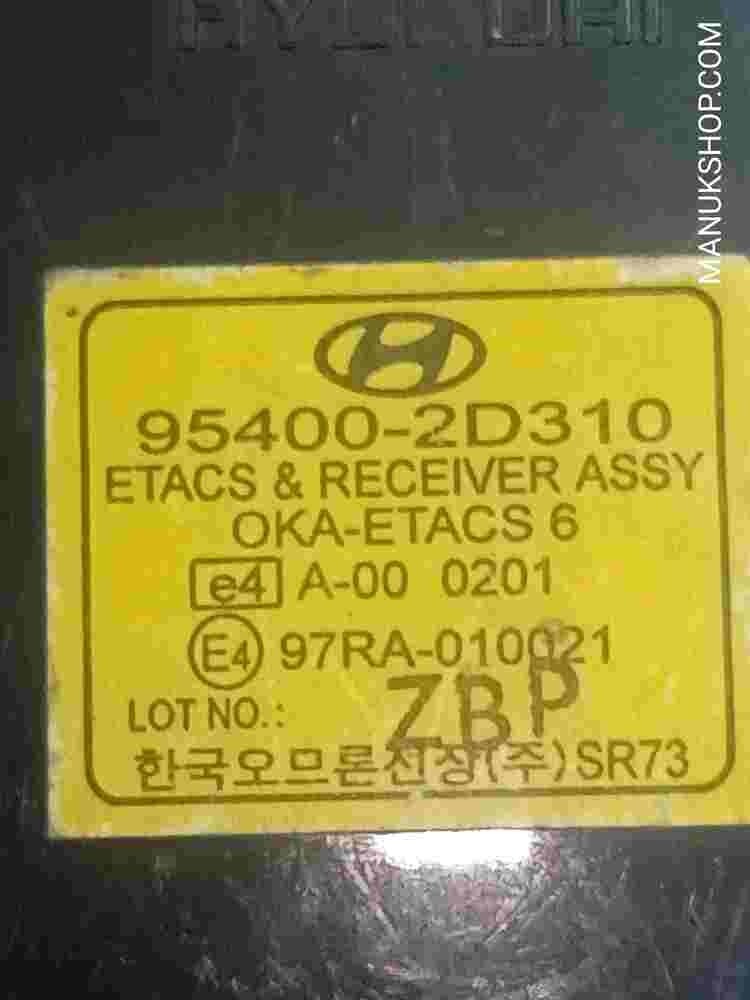 HYUNDAI
MANUKSHOP.COM
95400-2D310
ETACS & RECEIVER ASSY
OKA-ETACS 6
e4 A-00 0201
E4 97RA-010021
LOT NO.: ZBP
한국오므론전장(주) SR73